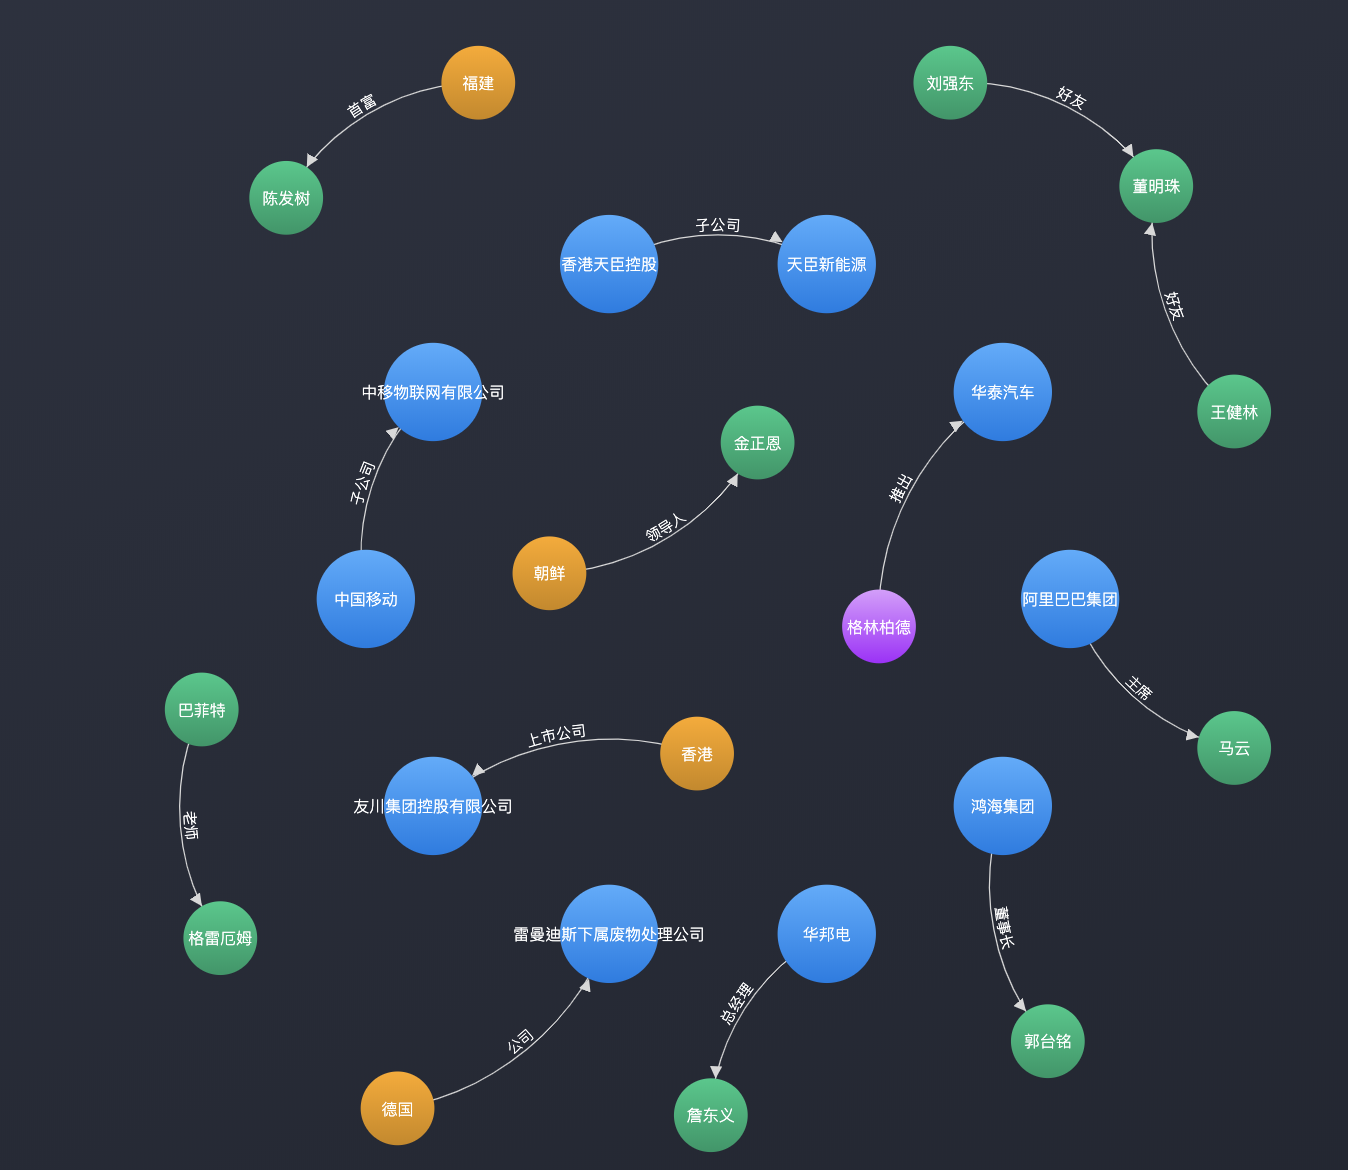 福建
刘强东
首富
好友
陈发树
董明珠
子公司
香港天臣控股
天臣新能源
好友
中移物联网有限公司
华泰汽车
王健林
金正恩
子公司
推出
领导人
朝鲜
中国移动
阿里巴巴集团
格林柏德
主席
巴菲特
上市公司
香港
马云
友川集团控股有限公司
鸿海集团
老师
雷曼迪斯下属废物处理公司
华邦电
董事长
格雷厄姆
总经理
公司
郭台铭
德国
詹东义